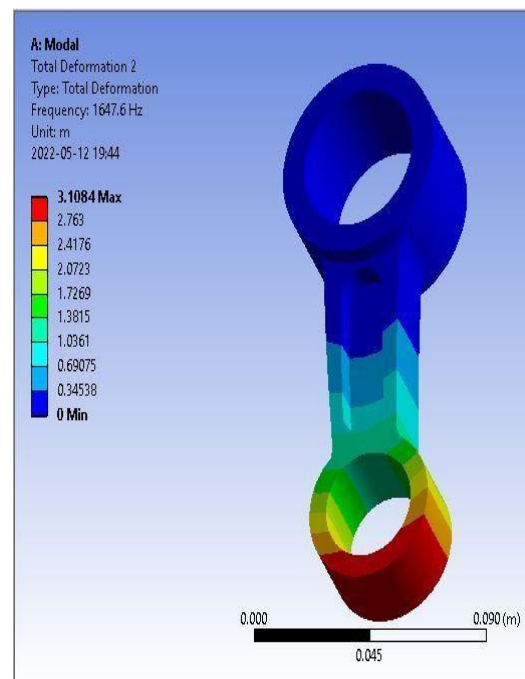 A: Modal
Total Deformation 2
Type: Total Deformation
Frequency: 1647.6 Hz
Unit: m
2022-05-12 19:44
3.1084 Max
2.763
2.4176
2.0723
1.7269
1.3815
1.0361
0.69075
0.34538
0 Min
0.000
0.090 (m)
0.045